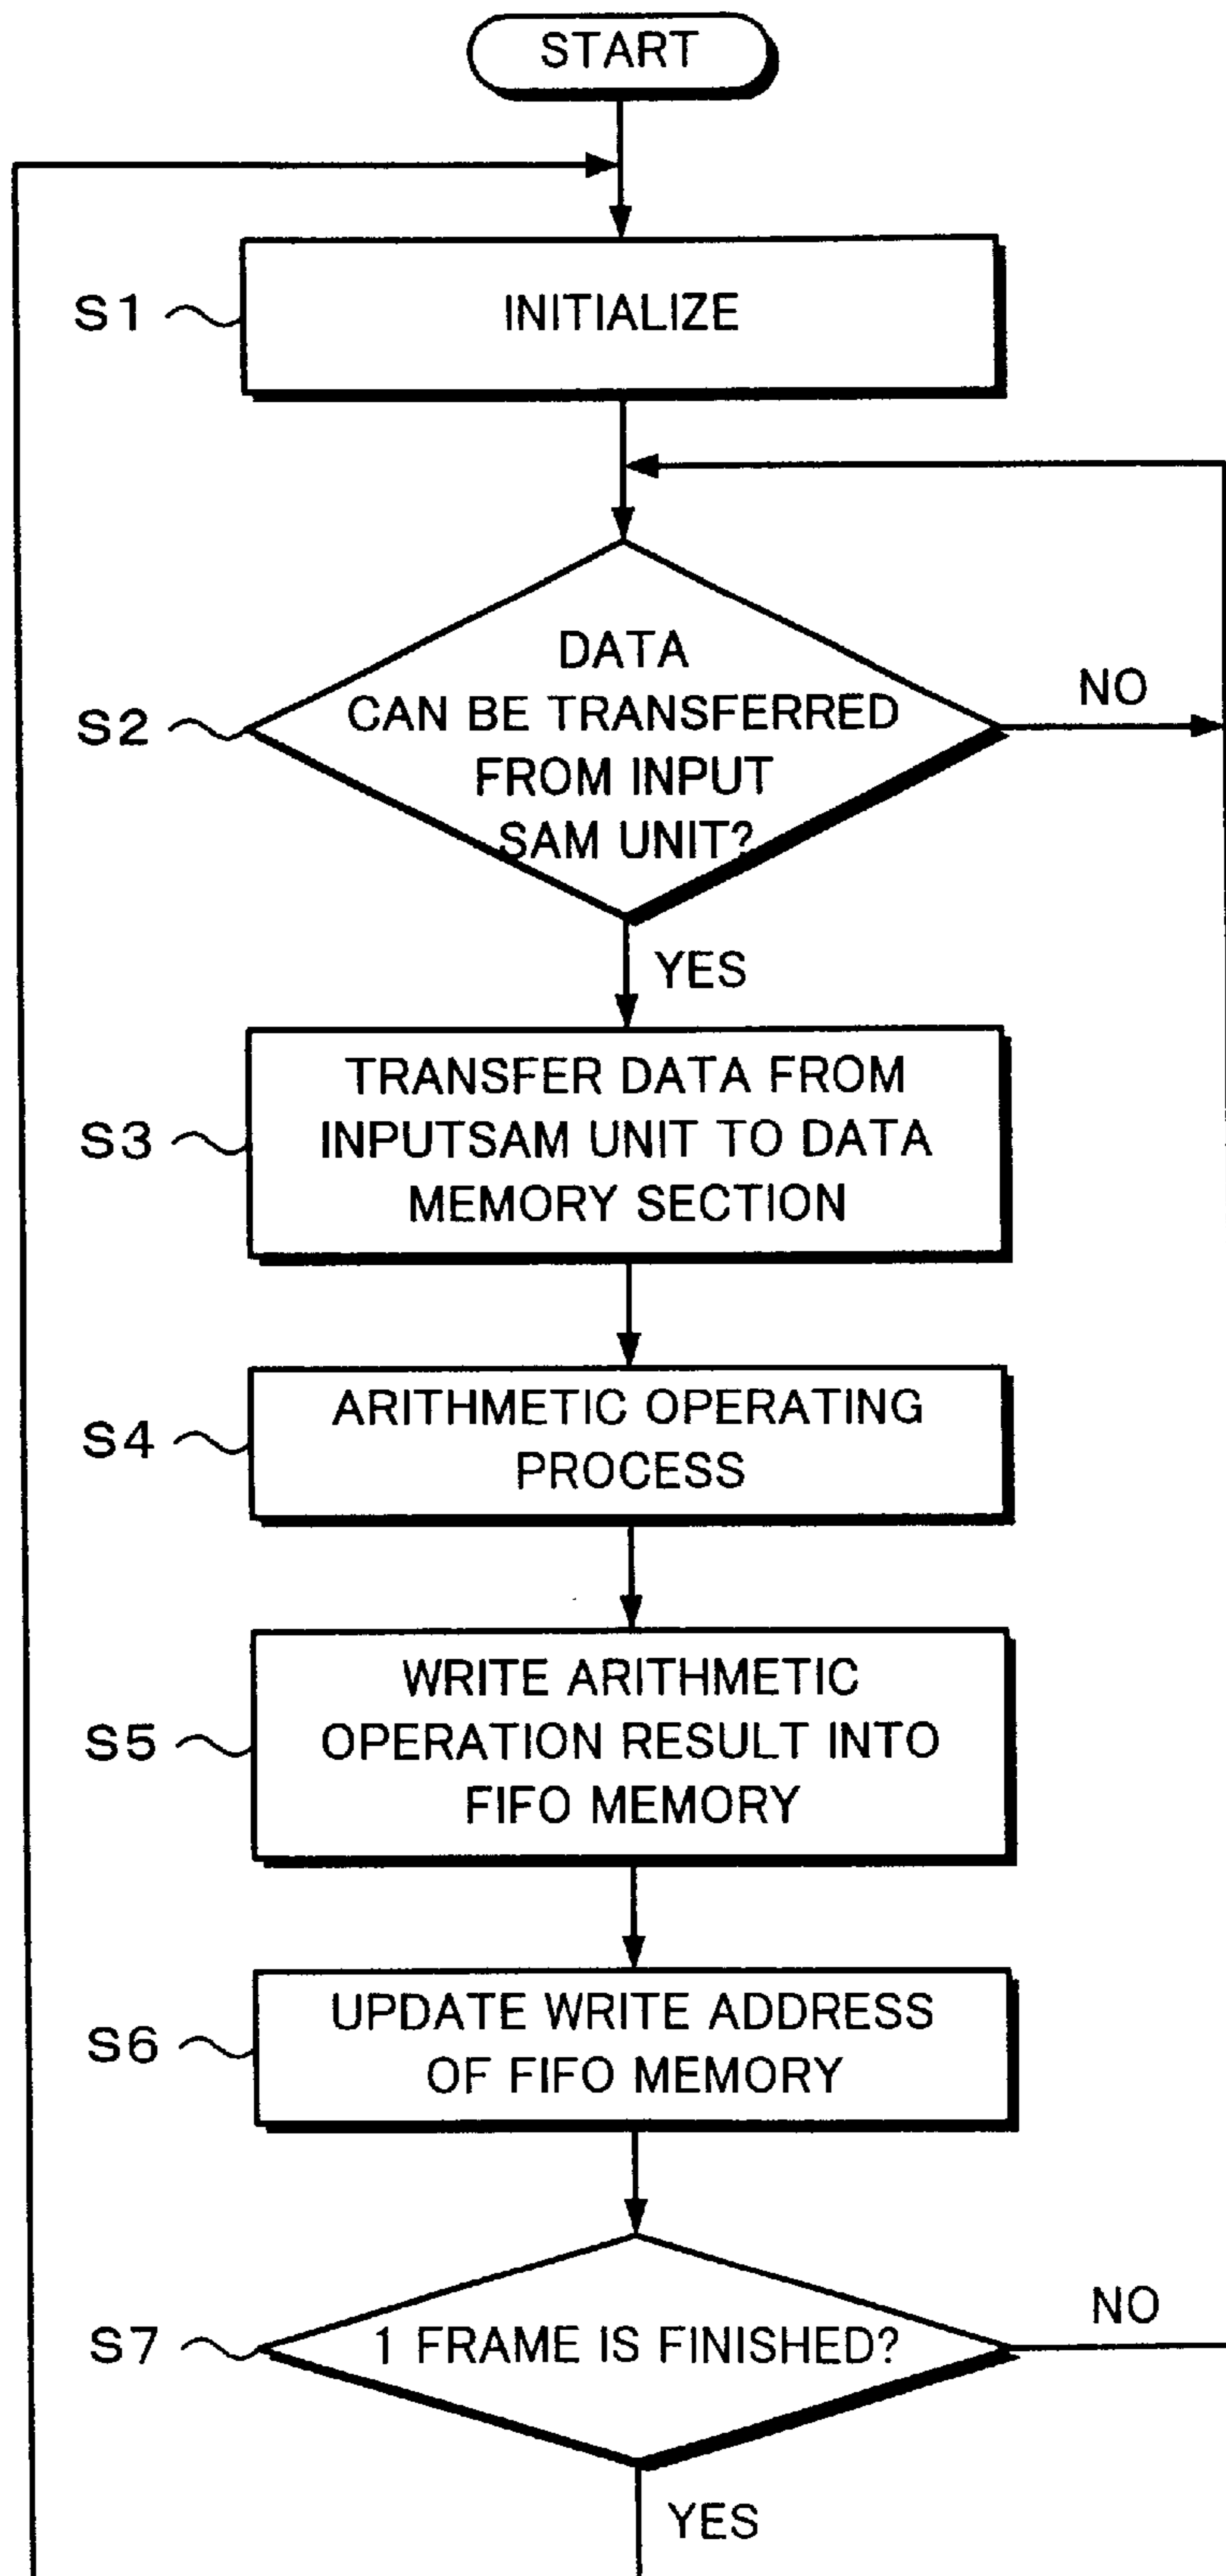 START
S1
INITIALIZE
S2
DATA
CAN BE TRANSFERRED
FROM INPUT
SAM UNIT?
NO
YES
S3
TRANSFER DATA FROM
INPUTSAM UNIT TO DATA
MEMORY SECTION
S4
ARITHMETIC OPERATING
PROCESS
S5
WRITE ARITHMETIC
OPERATION RESULT INTO
FIFO MEMORY
S6
UPDATE WRITE ADDRESS
OF FIFO MEMORY
S7
1 FRAME IS FINISHED?
NO
YES